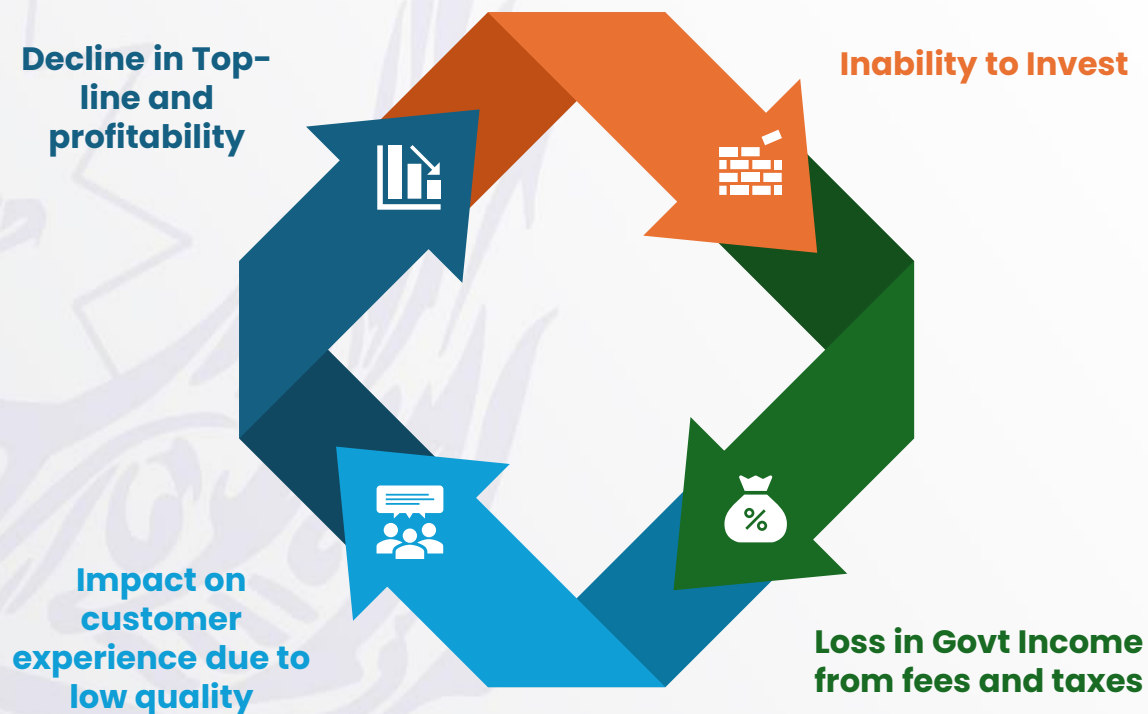 Decline in Top-
line and
profitability
Inability to Invest
%
Impact on
customer
experience due to
low quality
Loss in Govt Income
from fees and taxes